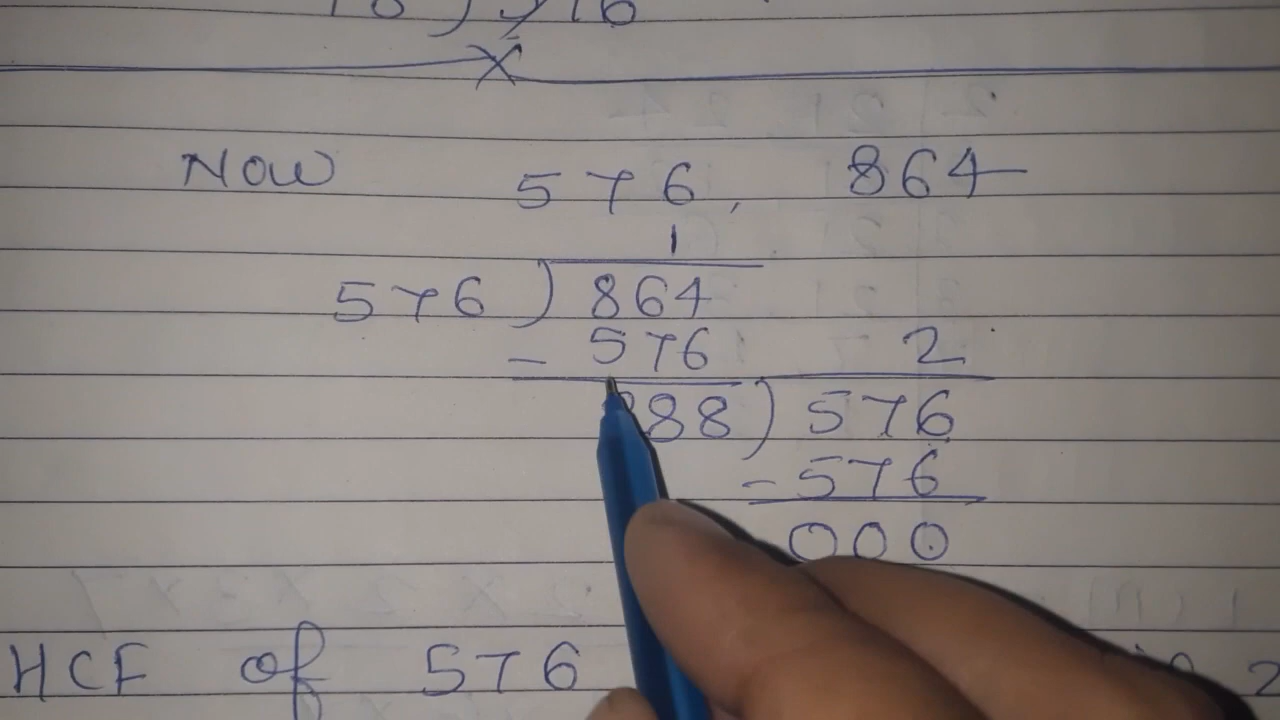 Now 576, 864
1
576 ) 864
- 576 2
288 ) 576
- 576
000
HCF of 576